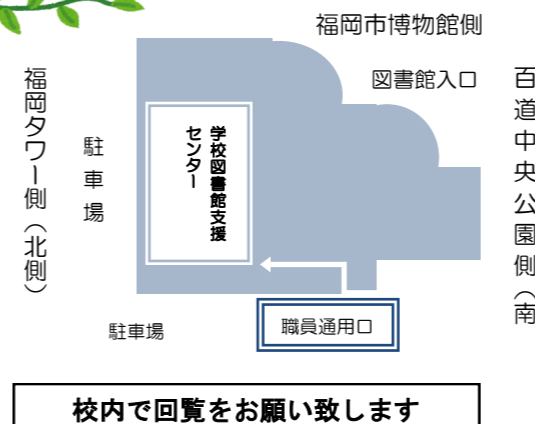 福岡市博物館側
図書館入口
福岡タワー側（北側）
駐車場
学校図書館支援
センター
百道中央公園側（南
駐車場
職員通用口
校内で回覧をお願い致します